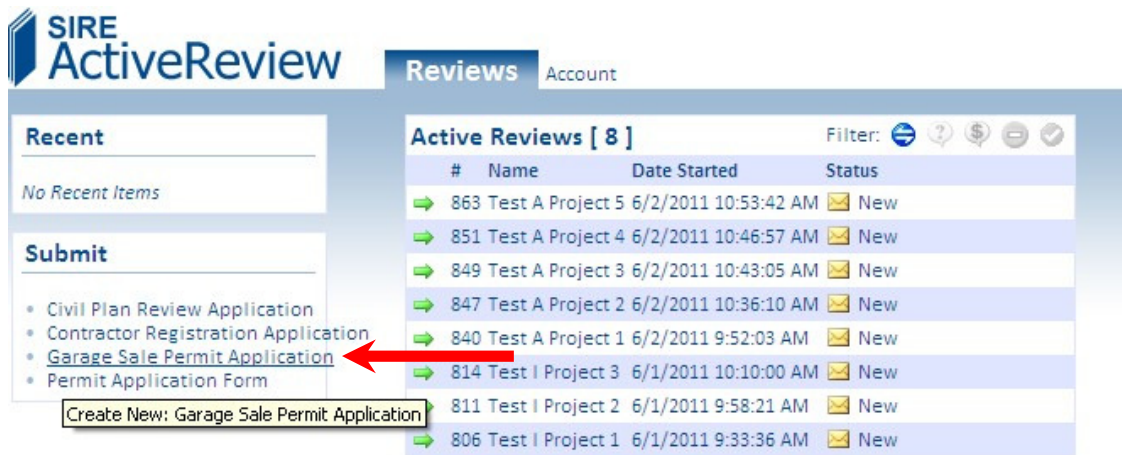 SIRE
ActiveReview
Reviews Account
Recent
No Recent Items
Submit
• Civil Plan Review Application
• Contractor Registration Application
• Garage Sale Permit Application
• Permit Application Form
Create New: Garage Sale Permit Application
Active Reviews [ 8 ] Filter:
# Name Date Started Status
863 Test A Project 5 6/2/2011 10:53:42 AM New
851 Test A Project 4 6/2/2011 10:46:57 AM New
849 Test A Project 3 6/2/2011 10:43:05 AM New
847 Test A Project 2 6/2/2011 10:36:10 AM New
840 Test A Project 1 6/2/2011 9:52:03 AM New
814 Test I Project 3 6/1/2011 10:10:00 AM New
811 Test I Project 2 6/1/2011 9:58:21 AM New
806 Test I Project 1 6/1/2011 9:33:36 AM New